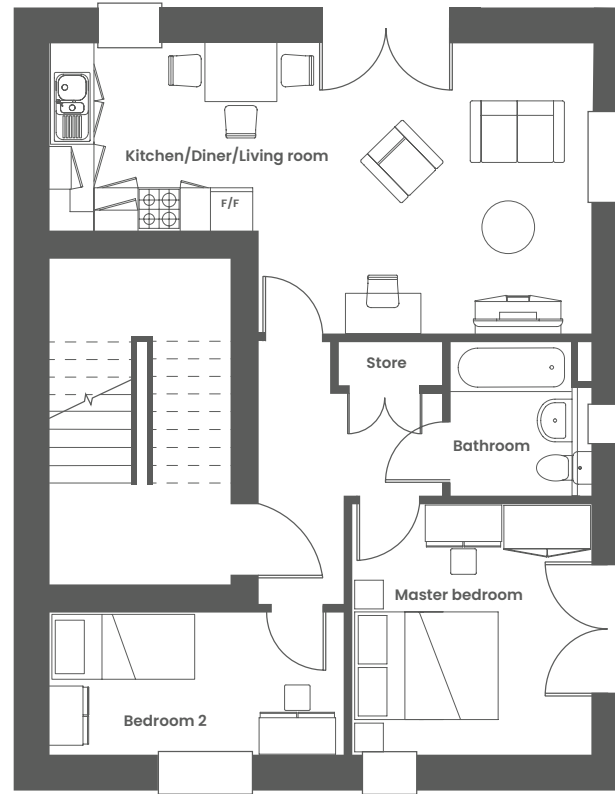 Kitchen/Diner/Living room
F/F
Store
Bathroom
Master bedroom
Bedroom 2